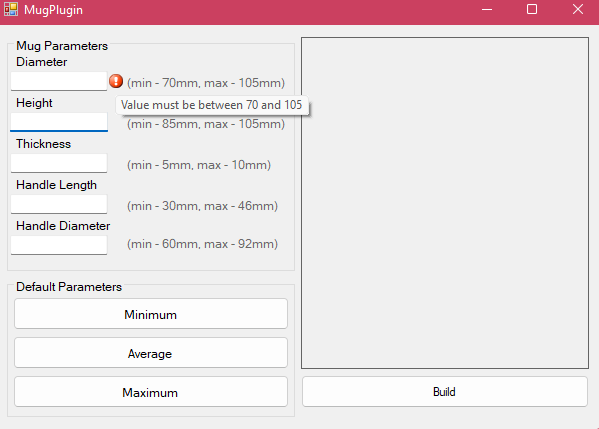 MugPlugin
Mug Parameters
Diameter
(min - 70mm, max - 105mm)
Value must be between 70 and 105
Height
(min - 85mm, max - 105mm)
Thickness
(min - 5mm, max - 10mm)
Handle Length
(min - 30mm, max - 46mm)
Handle Diameter
(min - 60mm, max - 92mm)
Default Parameters
Minimum
Average
Maximum
Build